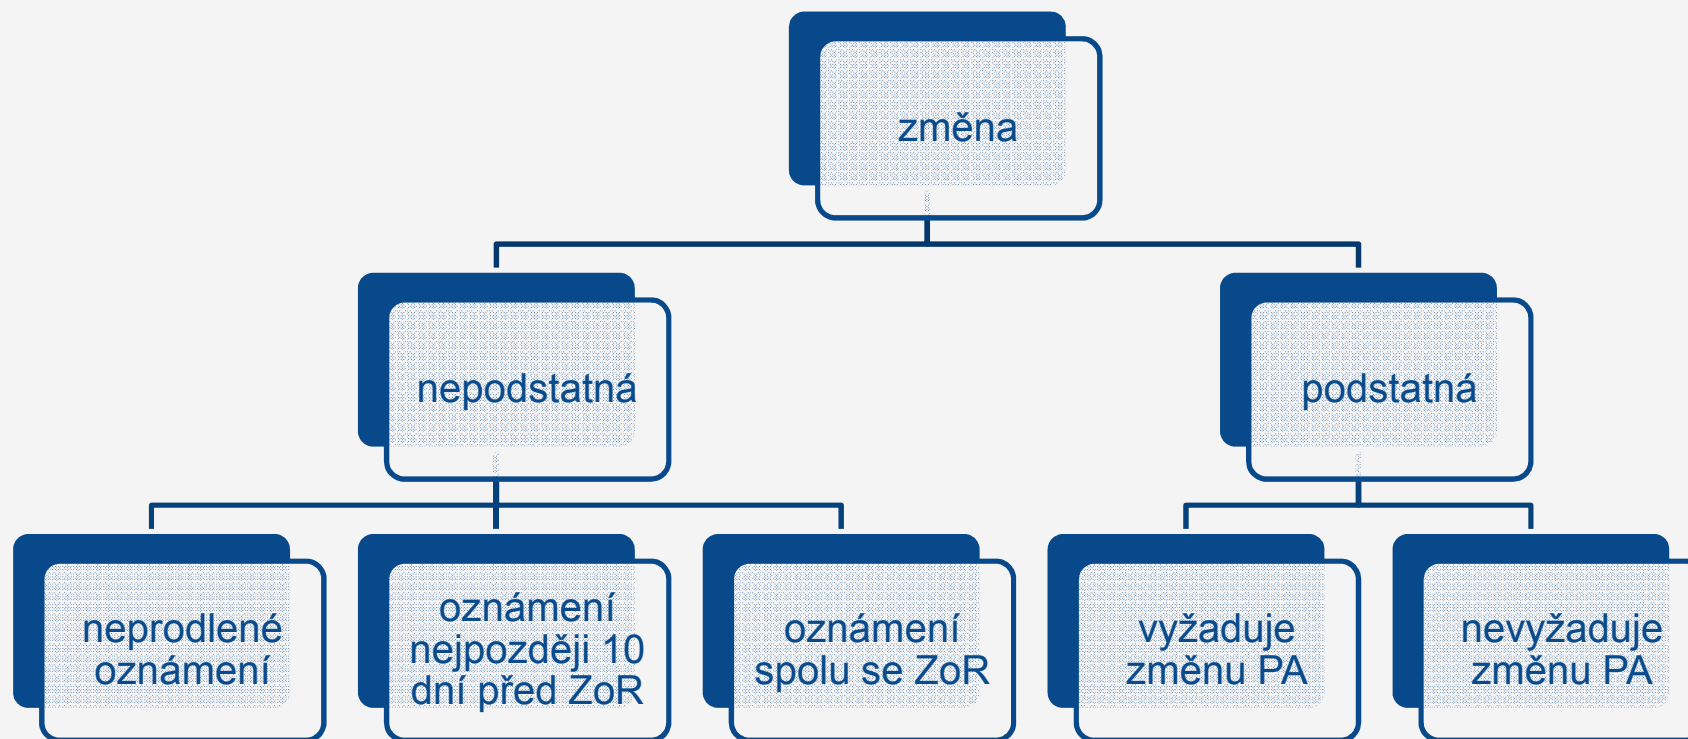 změna
nepodstatná
podstatná
neprodlené
oznámení
oznámení
nejpozději 10
dní před ZoR
oznámení
spolu se ZoR
vyžaduje
změnu PA
nevyžaduje
změnu PA